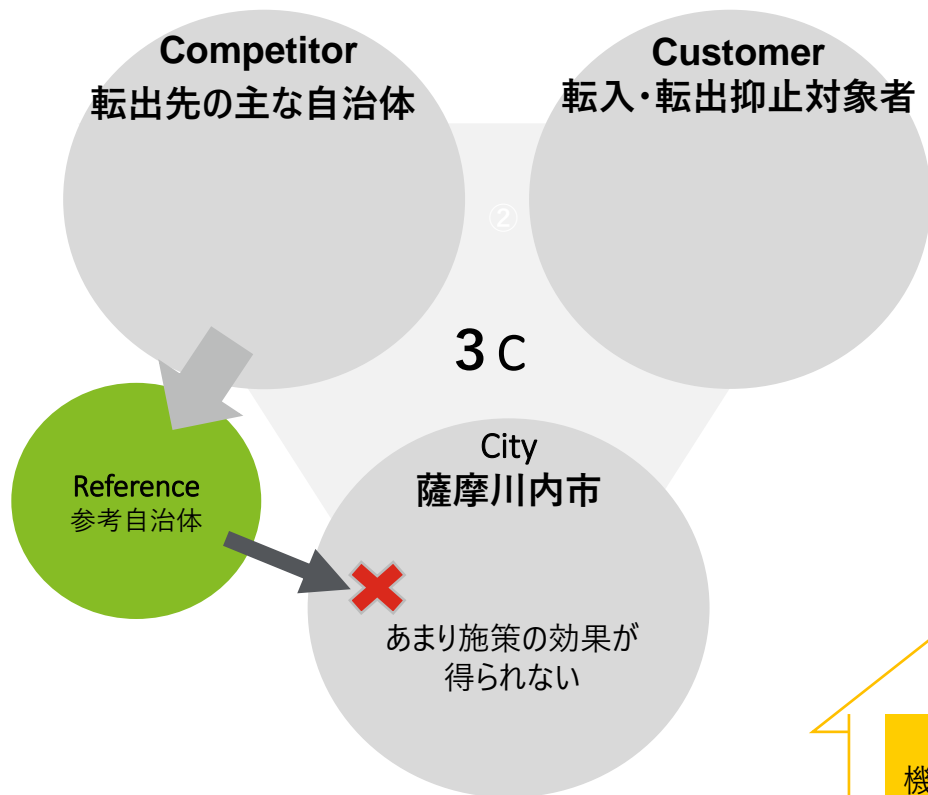 Competitor
転出先の主な自治体
Customer
転入・転出抑止対象者
②
3 C
City
薩摩川内市
Reference
参考自治体
あまり施策の効果が
得られない
機